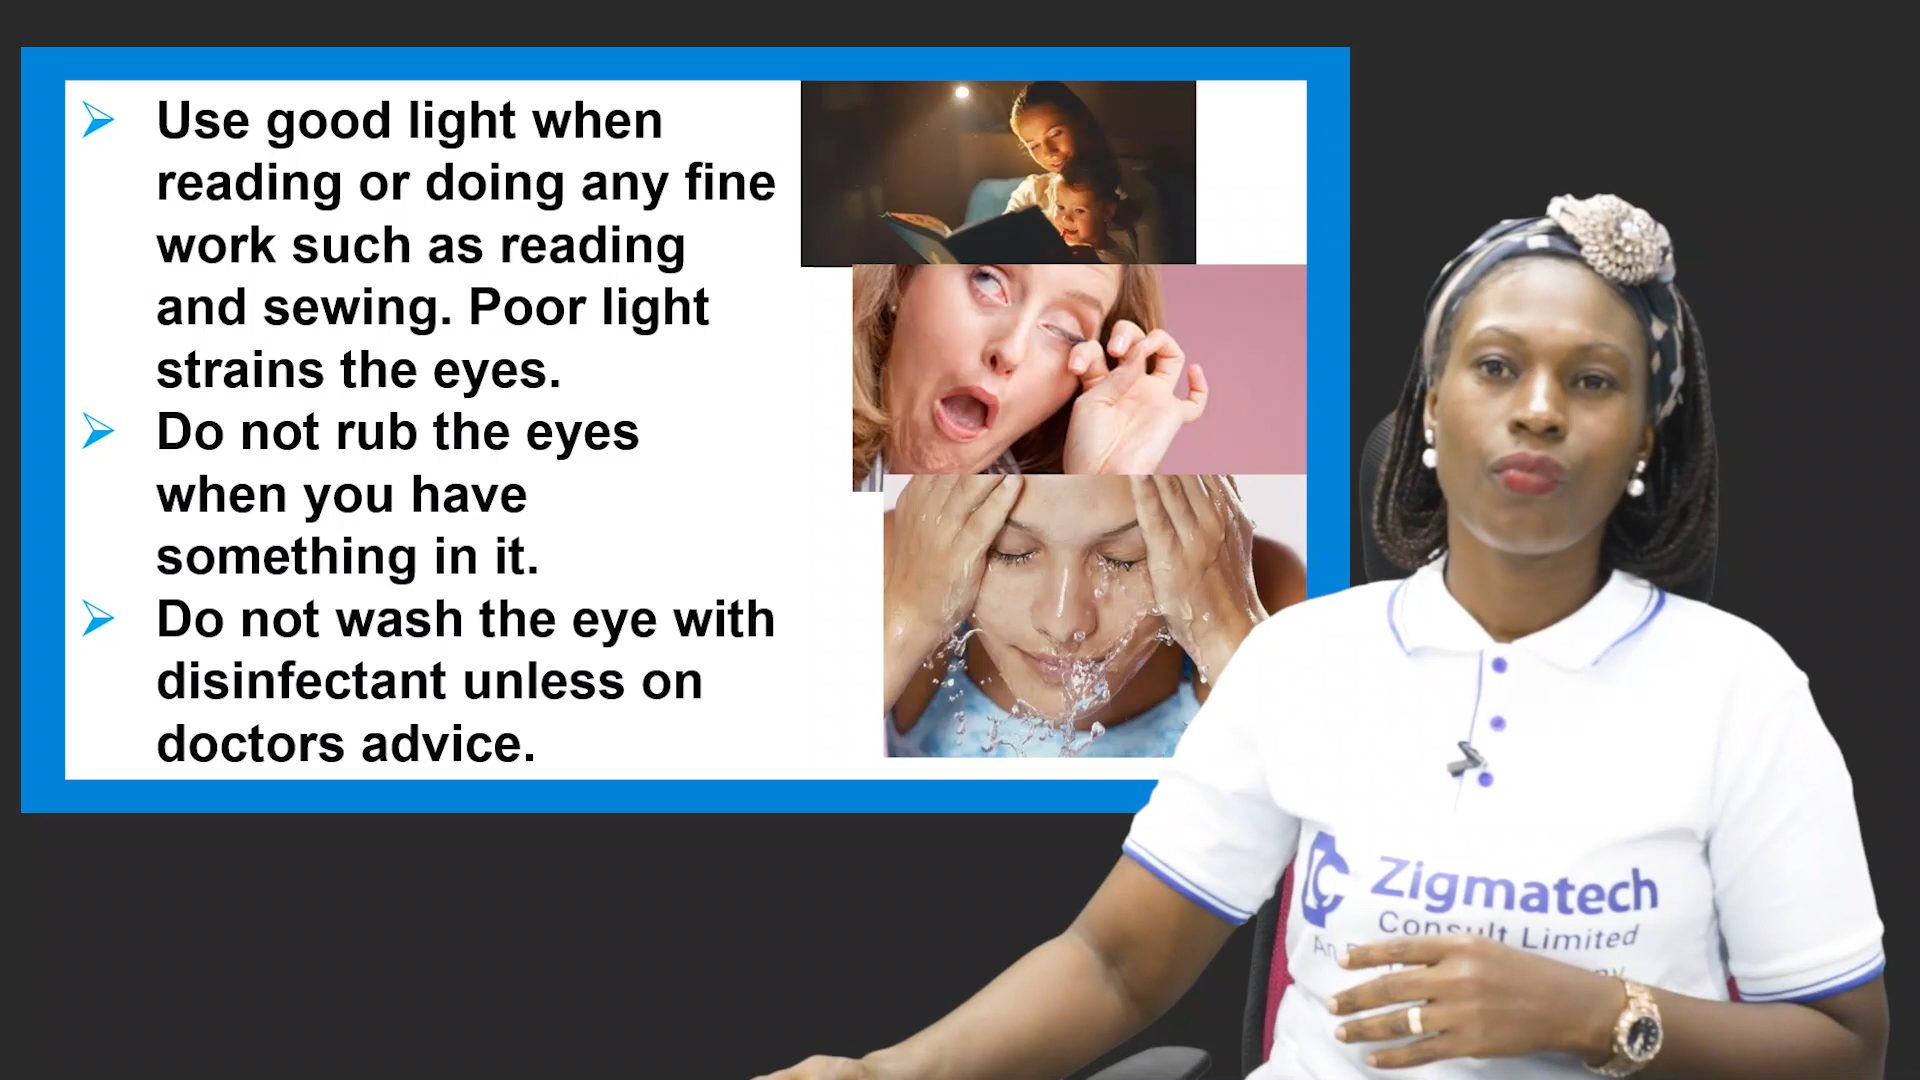 Use good light when
reading or doing any fine
work such as reading
and sewing. Poor light
strains the eyes.
Do not rub the eyes
when you have
something in it.
Do not wash the eye with
disinfectant unless on
doctors advice.
Zigmatech
Consult Limited
An